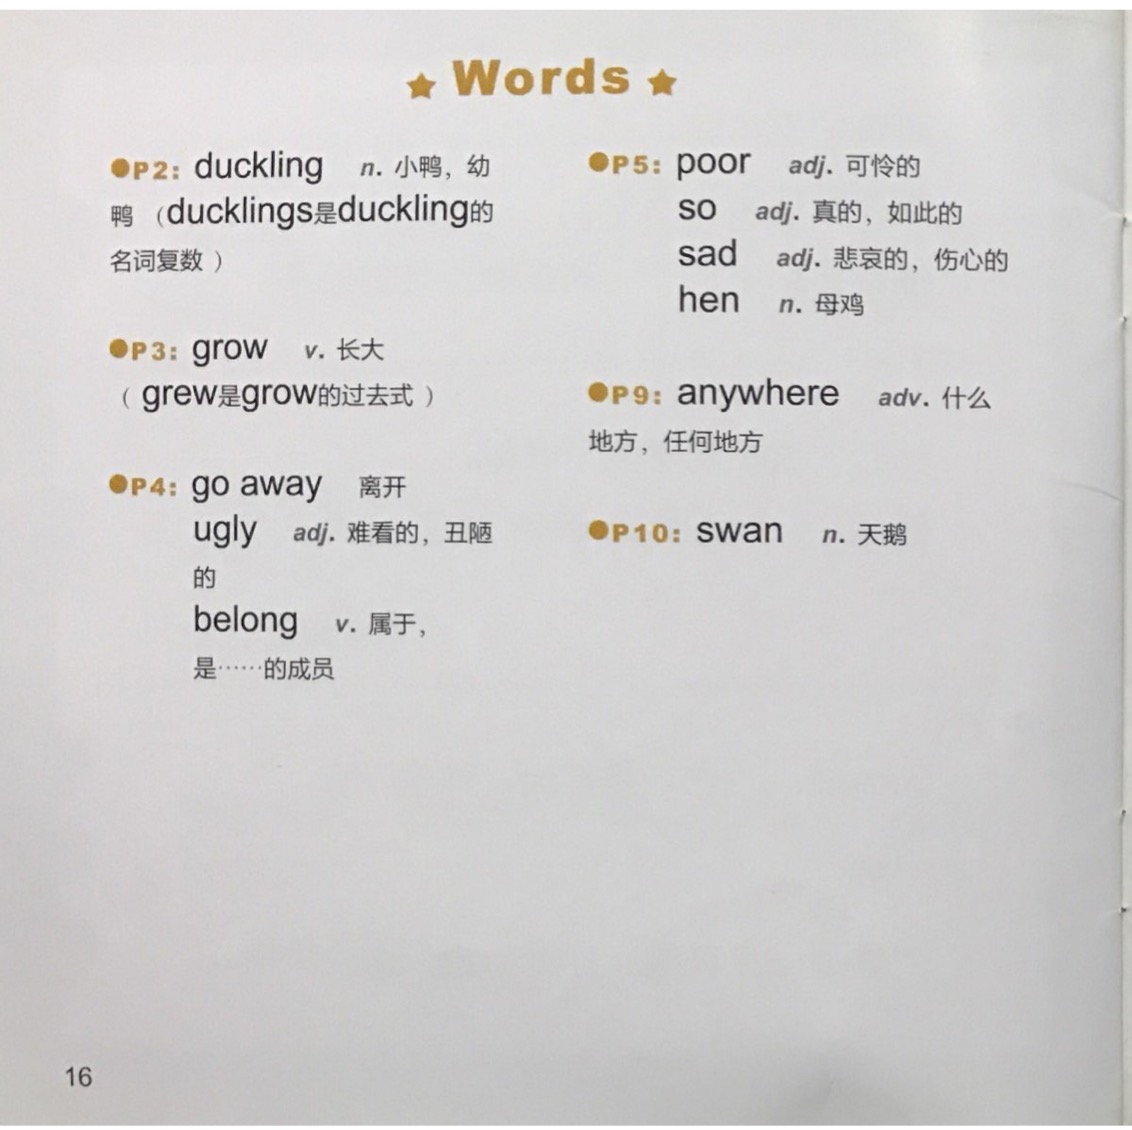 ★ Words ★
●P2: duckling n. 小鸭，幼
鸭（ducklings是duckling的
名词复数）
●P3: grow v. 长大
（grew是grow的过去式）
●P4: go away 离开
ugly adj. 难看的，丑陋
的
belong v. 属于，
是……的成员
●P5: poor adj. 可怜的
so adj. 真的，如此的
sad adj. 悲哀的，伤心的
hen n. 母鸡
●P9: anywhere adv. 什么
地方，任何地方
●P10: swan n. 天鹅
16